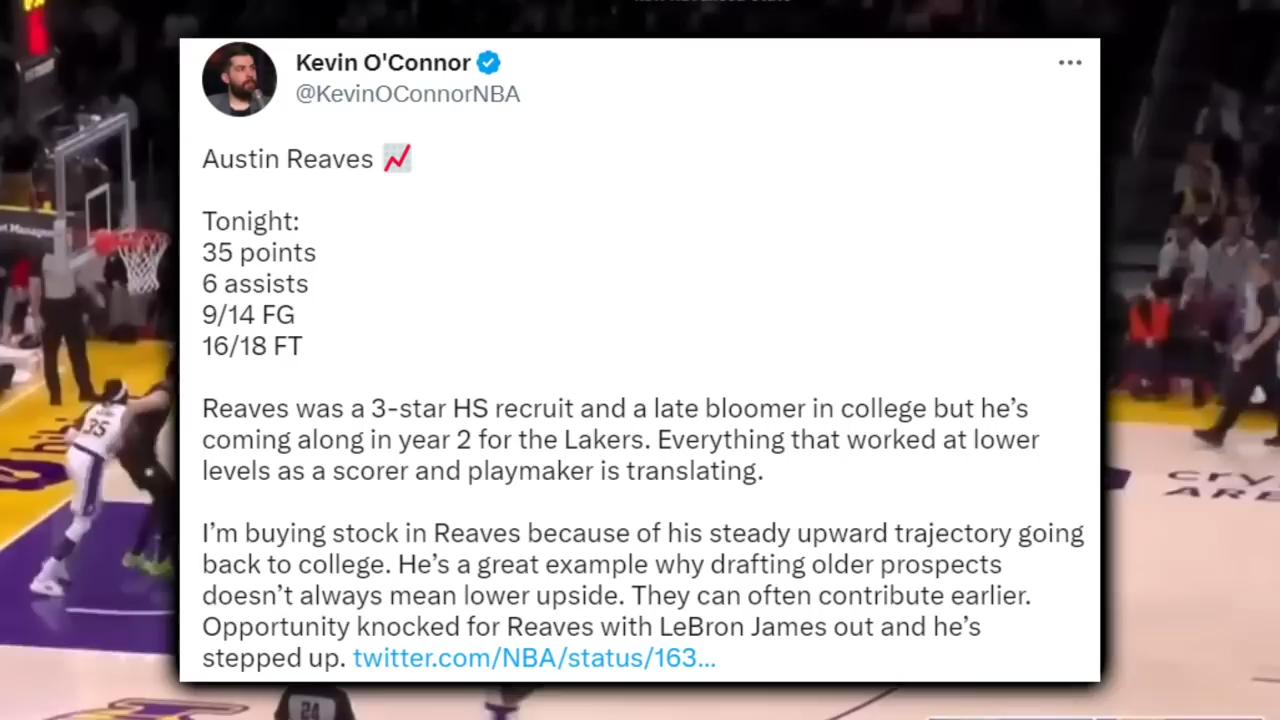 Kevin O'Connor
@KevinOConnorNBA
Austin Reaves
Tonight:
35 points
6 assists
9/14 FG
16/18 FT
Reaves was a 3-star HS recruit and a late bloomer in college but he’s
coming along in year 2 for the Lakers. Everything that worked at lower
levels as a scorer and playmaker is translating.
I’m buying stock in Reaves because of his steady upward trajectory going
back to college. He’s a great example why drafting older prospects
doesn’t always mean lower upside. They can often contribute earlier.
Opportunity knocked for Reaves with LeBron James out and he’s
stepped up. twitter.com/NBA/status/163...
35
24